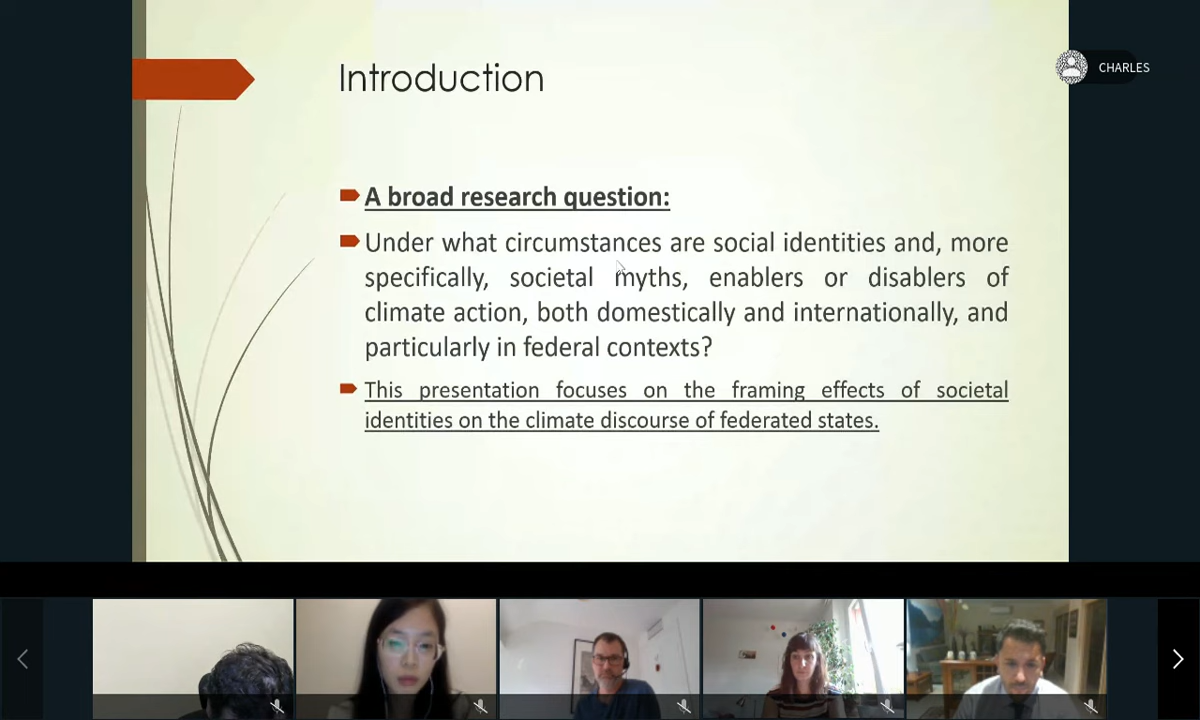 Introduction
CHARLES
A broad research question:
Under what circumstances are social identities and, more
specifically, societal myths, enablers or disablers of
climate action, both domestically and internationally, and
particularly in federal contexts?
This presentation focuses on the framing effects of societal
identities on the climate discourse of federated states.